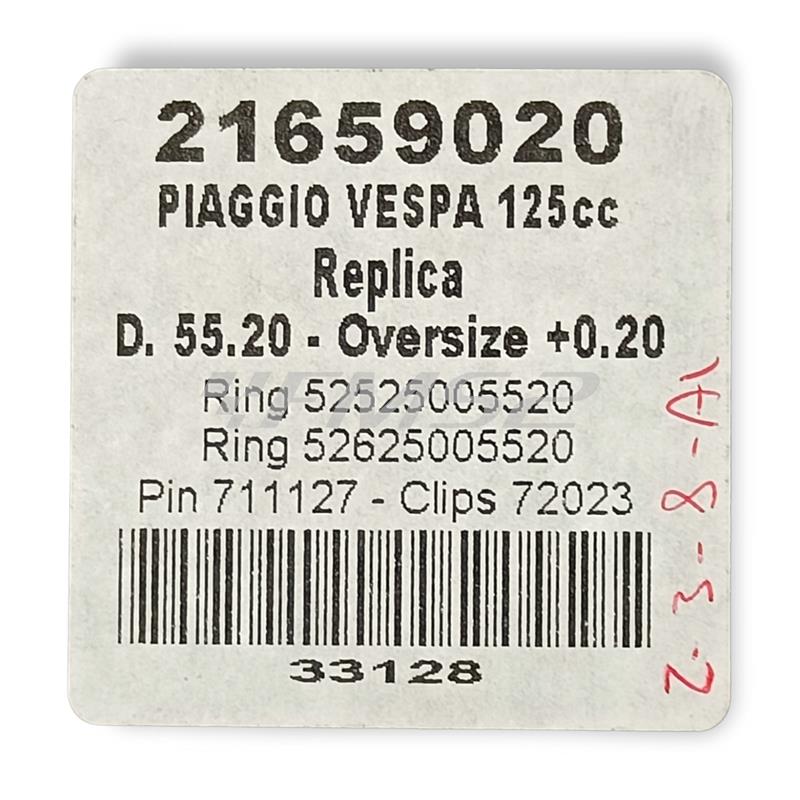 21659020
PIAGGIO VESPA 125cc
Replica
D. 55.20 - Oversize +0.20
Ring 52525005520
Ring 52625005520
Pin 711127 - Clips 72023
33128
2-3-8-A